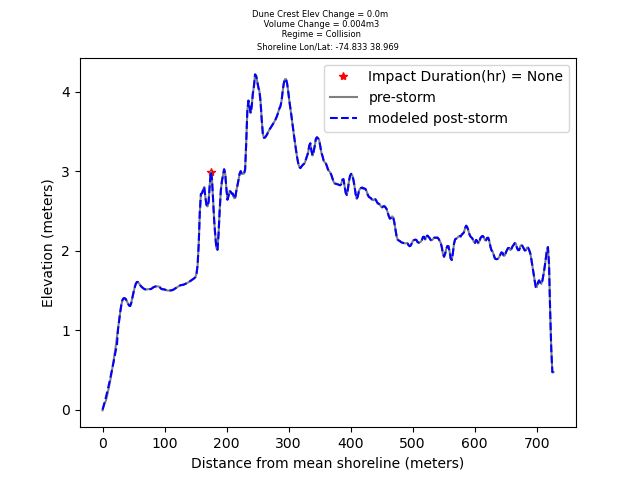 Dune Crest Elev Change = 0.0m
Volume Change = 0.004m3
Regime = Collision
Shoreline Lon/Lat: -74.833 38.969
Impact Duration(hr) = None
pre-storm
modeled post-storm
Elevation (meters)
4
3
2
1
0
0 100 200 300 400 500 600 700
Distance from mean shoreline (meters)